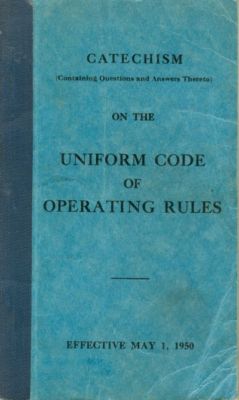 CATECHISM
(Containing Questions and Answers Thereto)
ON THE
UNIFORM CODE
OF
OPERATING RULES
EFFECTIVE MAY 1, 1950